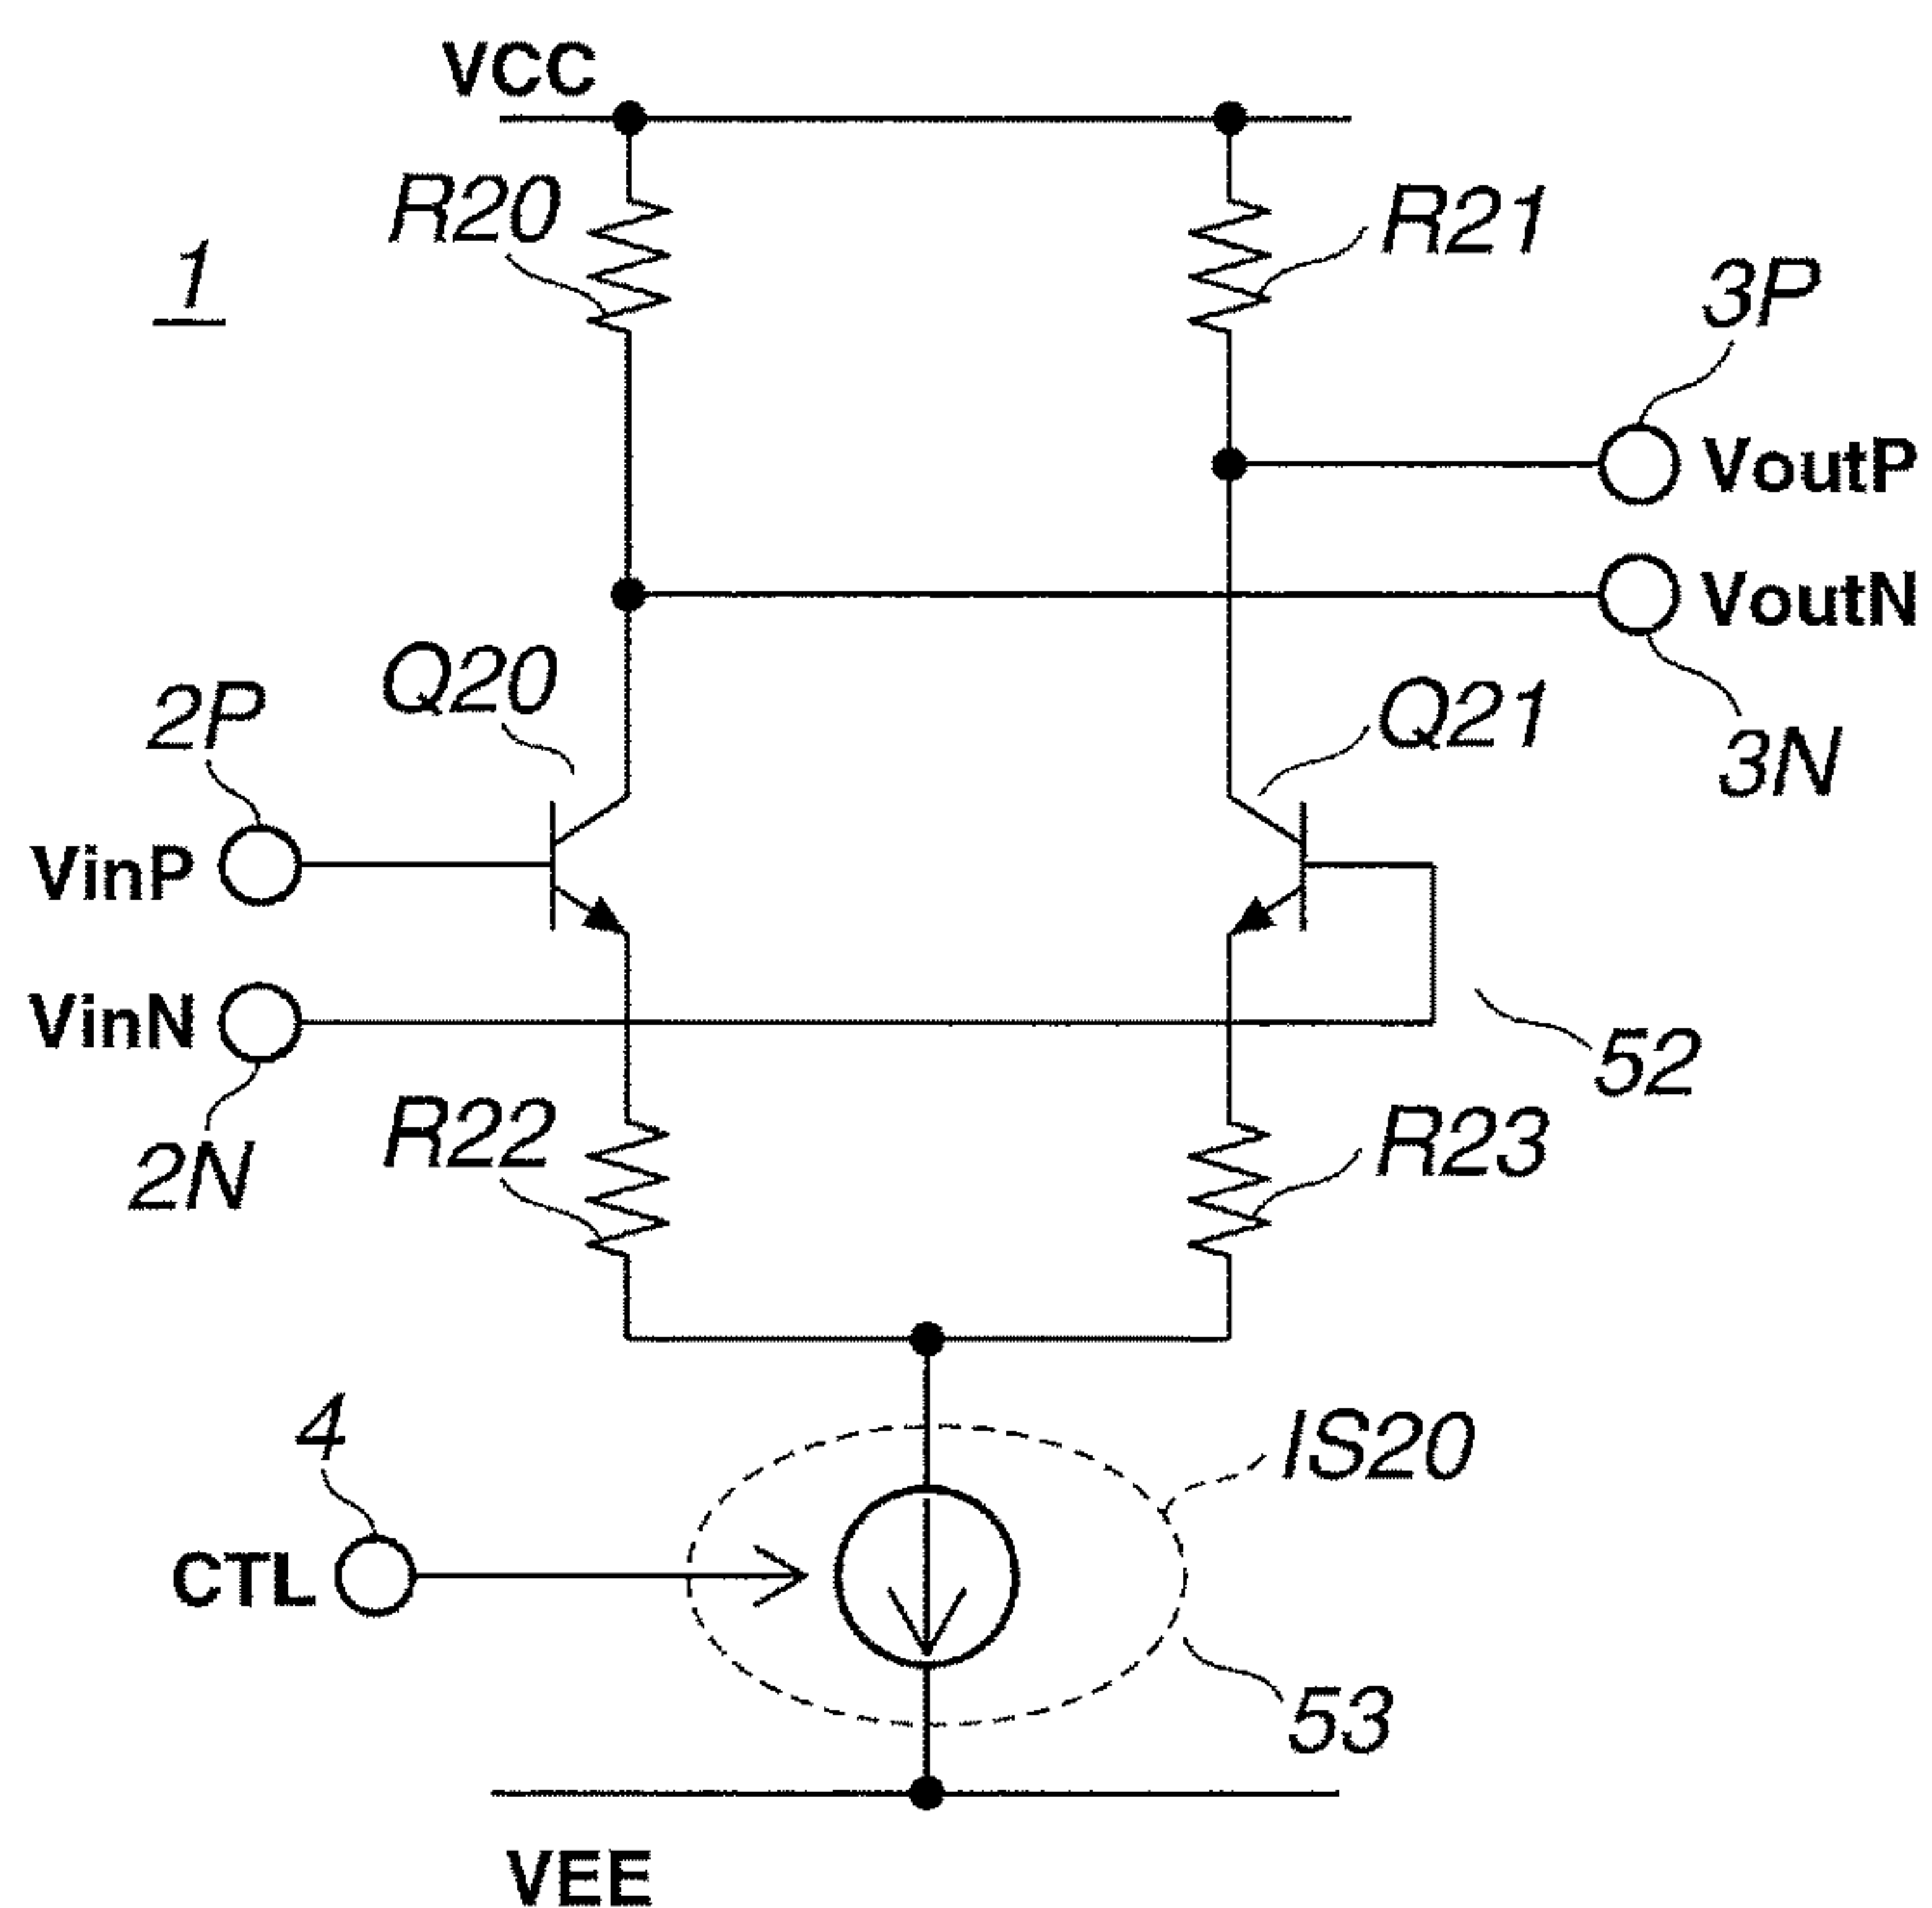 VCC
R20
R21
1
3P
VoutP
VoutN
Q20
Q21
2P
3N
VinP
VinN
52
R22
R23
2N
4
IS20
CTL
53
VEE